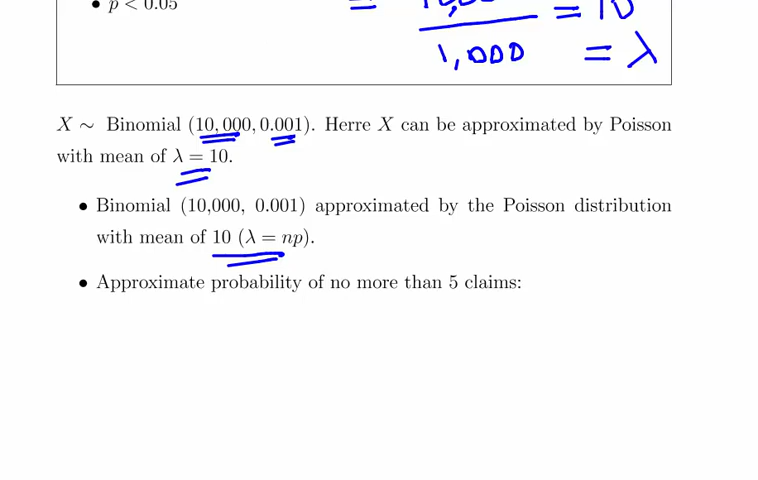 • p < 0.05
= 10
1,000 = λ
X ∼ Binomial (10,000, 0.001). Herre X can be approximated by Poisson
with mean of λ = 10.
• Binomial (10,000, 0.001) approximated by the Poisson distribution
with mean of 10 (λ = np).
• Approximate probability of no more than 5 claims: